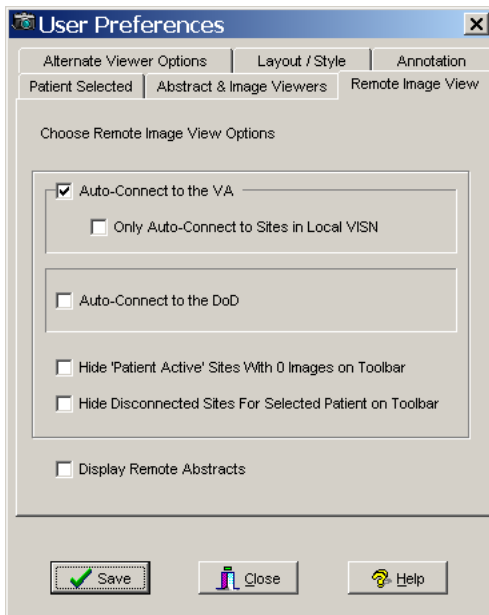 User Preferences
Alternate Viewer Options Layout / Style Annotation
Patient Selected Abstract & Image Viewers Remote Image View
Choose Remote Image View Options
Auto-Connect to the VA
Only Auto-Connect to Sites in Local VISN
Auto-Connect to the DoD
Hide 'Patient Active' Sites With 0 Images on Toolbar
Hide Disconnected Sites For Selected Patient on Toolbar
Display Remote Abstracts
Save Close Help